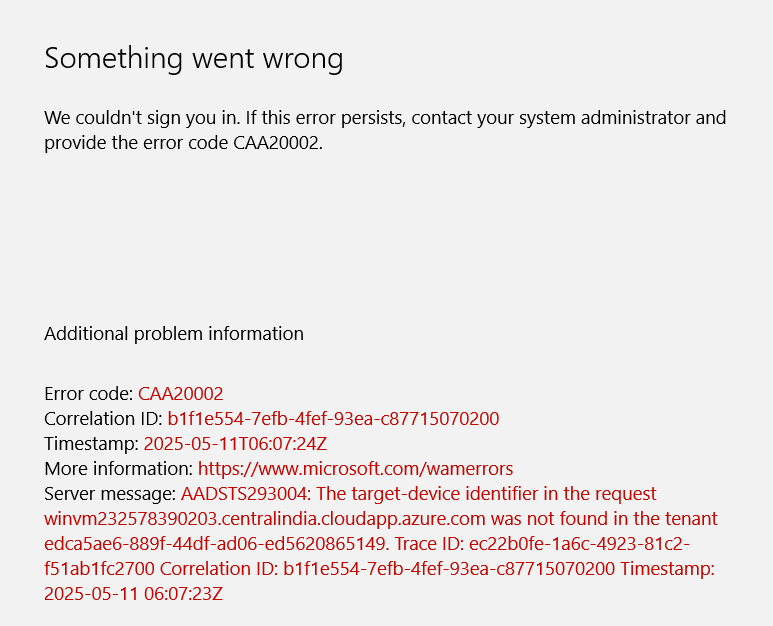 Something went wrong
We couldn't sign you in. If this error persists, contact your system administrator and
provide the error code CAA20002.
Additional problem information
Error code: CAA20002
Correlation ID: b1f1e554-7efb-4fef-93ea-c87715070200
Timestamp: 2025-05-11T06:07:24Z
More information: https://www.microsoft.com/wamerrors
Server message: AADSTS293004: The target-device identifier in the request
winvm232578390203.centralindia.cloudapp.azure.com was not found in the tenant
edca5ae6-889f-44df-ad06-ed5620865149. Trace ID: ec22b0fe-1a6c-4923-81c2-
f51ab1fc2700 Correlation ID: b1f1e554-7efb-4fef-93ea-c87715070200 Timestamp:
2025-05-11 06:07:23Z